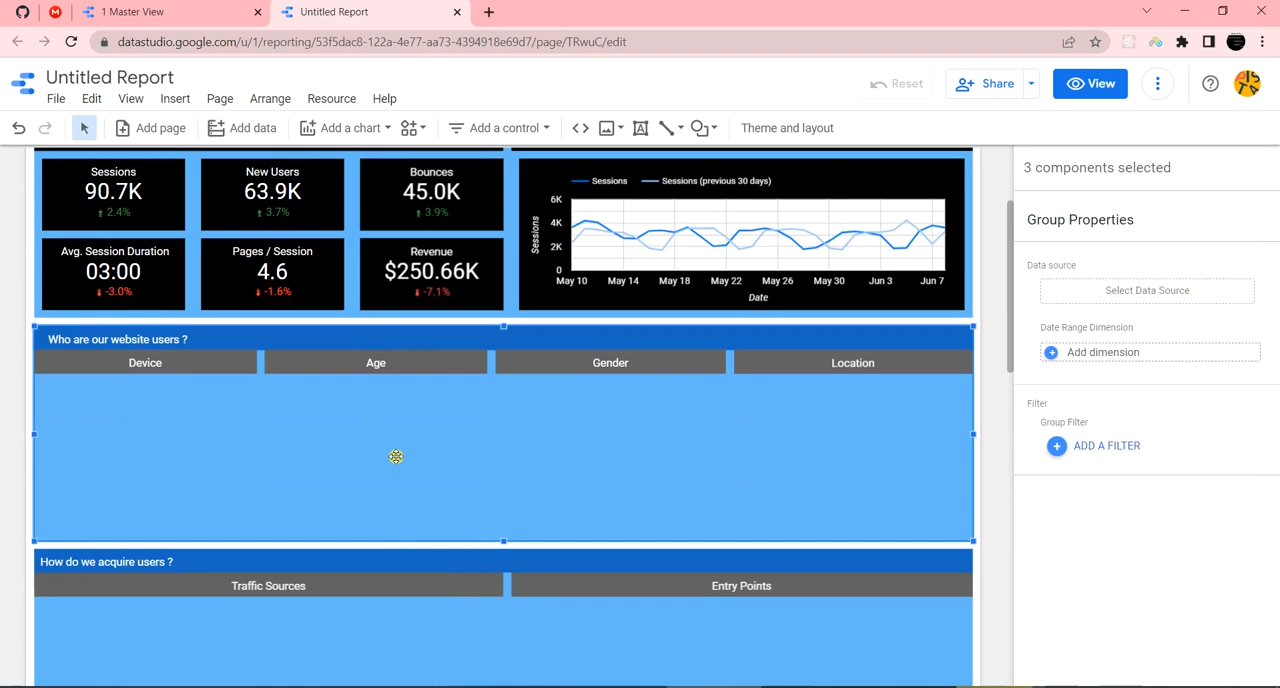 1 Master View
Untitled Report
datastudio.google.com/u/1/reporting/53f5dac8-122a-4e77-aa73-4394918e69d7/page/TRwuC/edit
Untitled Report
File Edit View Insert Page Arrange Resource Help
Reset
Share
View
Add page
Add data
Add a chart
Add a control
Theme and layout
Sessions
90.7K
2.4%
New Users
63.9K
3.7%
Bounces
45.0K
3.9%
Avg. Session Duration
03:00
-3.0%
Pages / Session
4.6
-1.6%
Revenue
$250.66K
-7.1%
Sessions Sessions (previous 30 days)
Sessions
6K
4K
2K
0
May 10 May 14 May 18 May 22 May 26 May 30 Jun 3 Jun 7
Date
Who are our website users ?
Device Age Gender Location
How do we acquire users ?
Traffic Sources Entry Points
3 components selected
Group Properties
Data source
Select Data Source
Date Range Dimension
Add dimension
Filter
Group Filter
ADD A FILTER